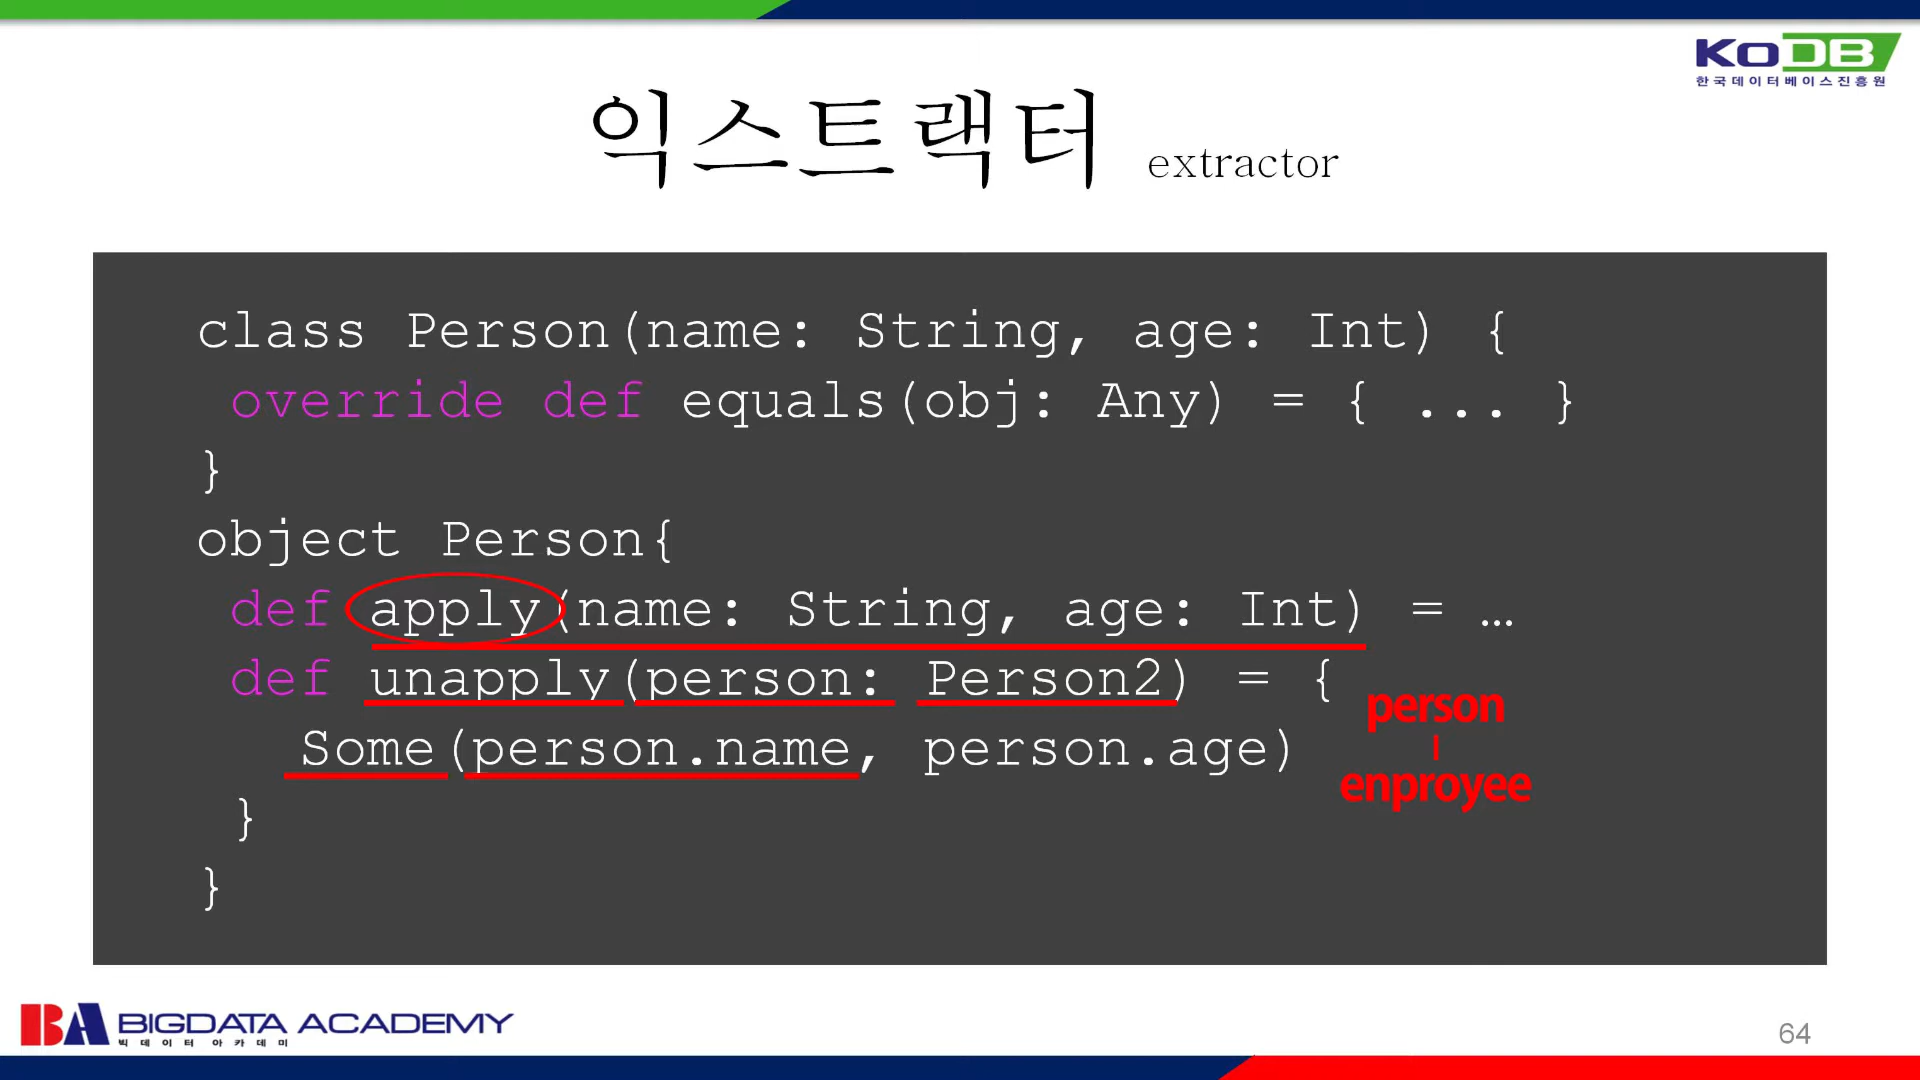 KoDB
한국데이터베이스진흥원
익스트랙터 extractor
class Person(name: String, age: Int) {
override def equals(obj: Any) = { ... }
}
object Person{
def apply(name: String, age: Int) = …
def unapply(person: Person2) = {
person
Some(person.name, person.age)
enproyee
}
}
BA BIGDATA ACADEMY
빅데이터아카데미
64